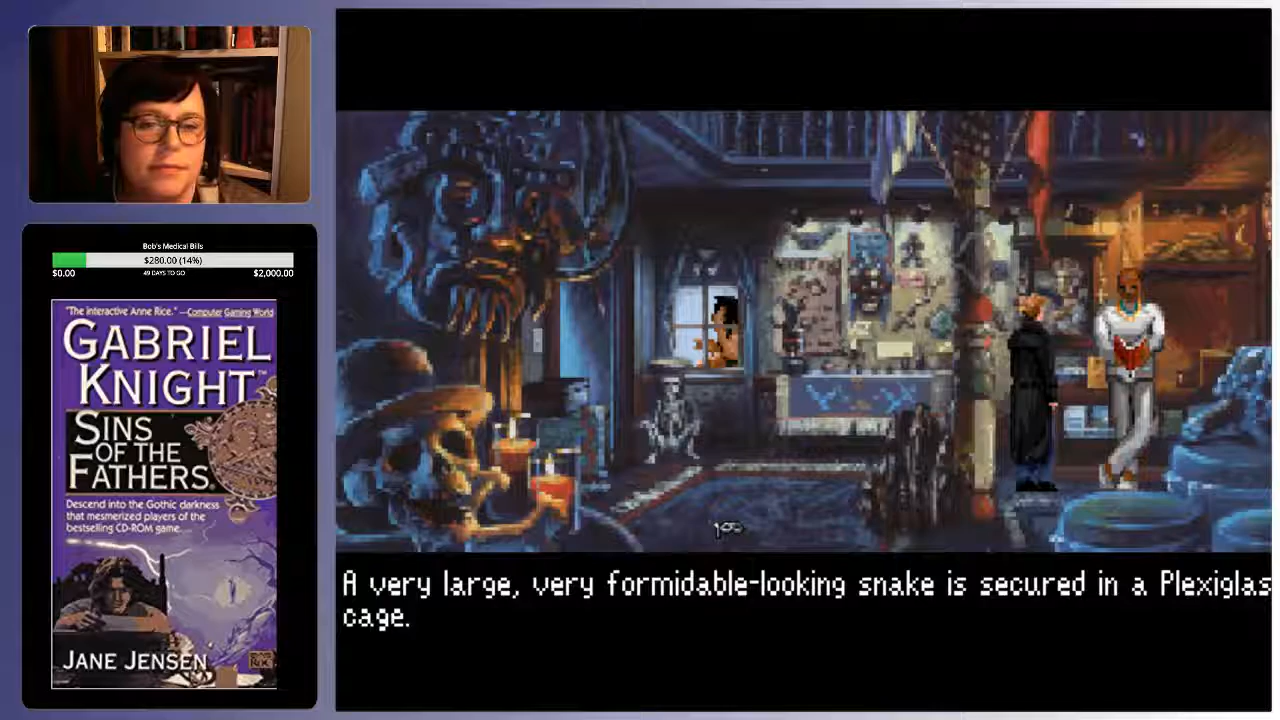 Bob's Medical Bills
$280.00 (14%)
$0.00
49 DAYS TO GO
$2,000.00
"The interactive Anne Rice." —Computer Gaming World
GABRIEL
KNIGHT™
SINS
OF THE
FATHERS
Descend into the Gothic darkness
that mesmerized players of the
bestselling CD-ROM game.
JANE JENSEN
ROC
A very large, very formidable-looking snake is secured in a Plexiglas
cage.